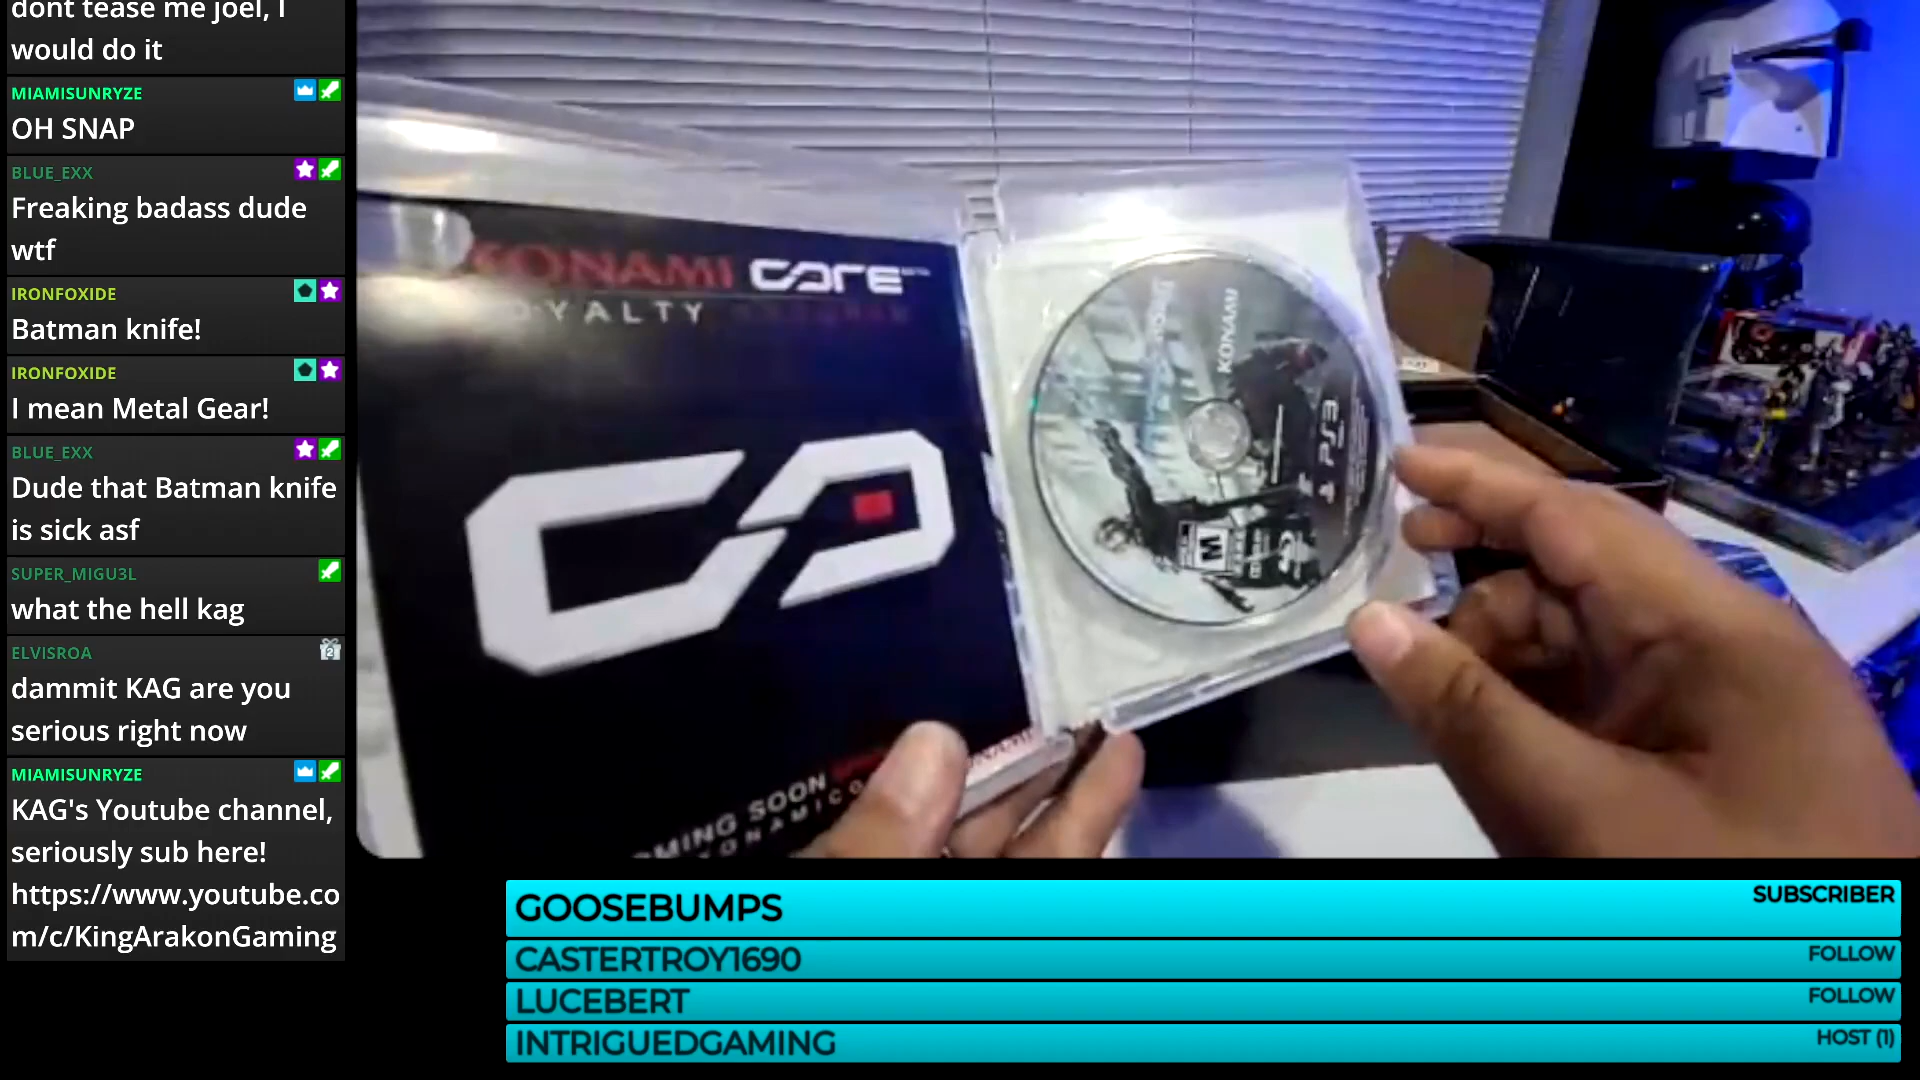 dont tease me joel, I
would do it
MIAMISUNRYZE
OH SNAP
BLUE_EXX
Freaking badass dude
wtf
IRONFOXIDE
Batman knife!
IRONFOXIDE
I mean Metal Gear!
BLUE_EXX
Dude that Batman knife
is sick asf
SUPER_MIGU3L
what the hell kag
ELVISROA
2
dammit KAG are you
serious right now
MIAMISUNRYZE
KAG's Youtube channel,
seriously sub here!
https://www.youtube.co
m/c/KingArakonGaming
KONAMI CORE
OYALTY
MING SOON
KONAMI
PS3
M
GOOSEBUMPS
SUBSCRIBER
CASTERTROY1690
FOLLOW
LUCEBERT
FOLLOW
INTRIGUEDGAMING
HOST (1)